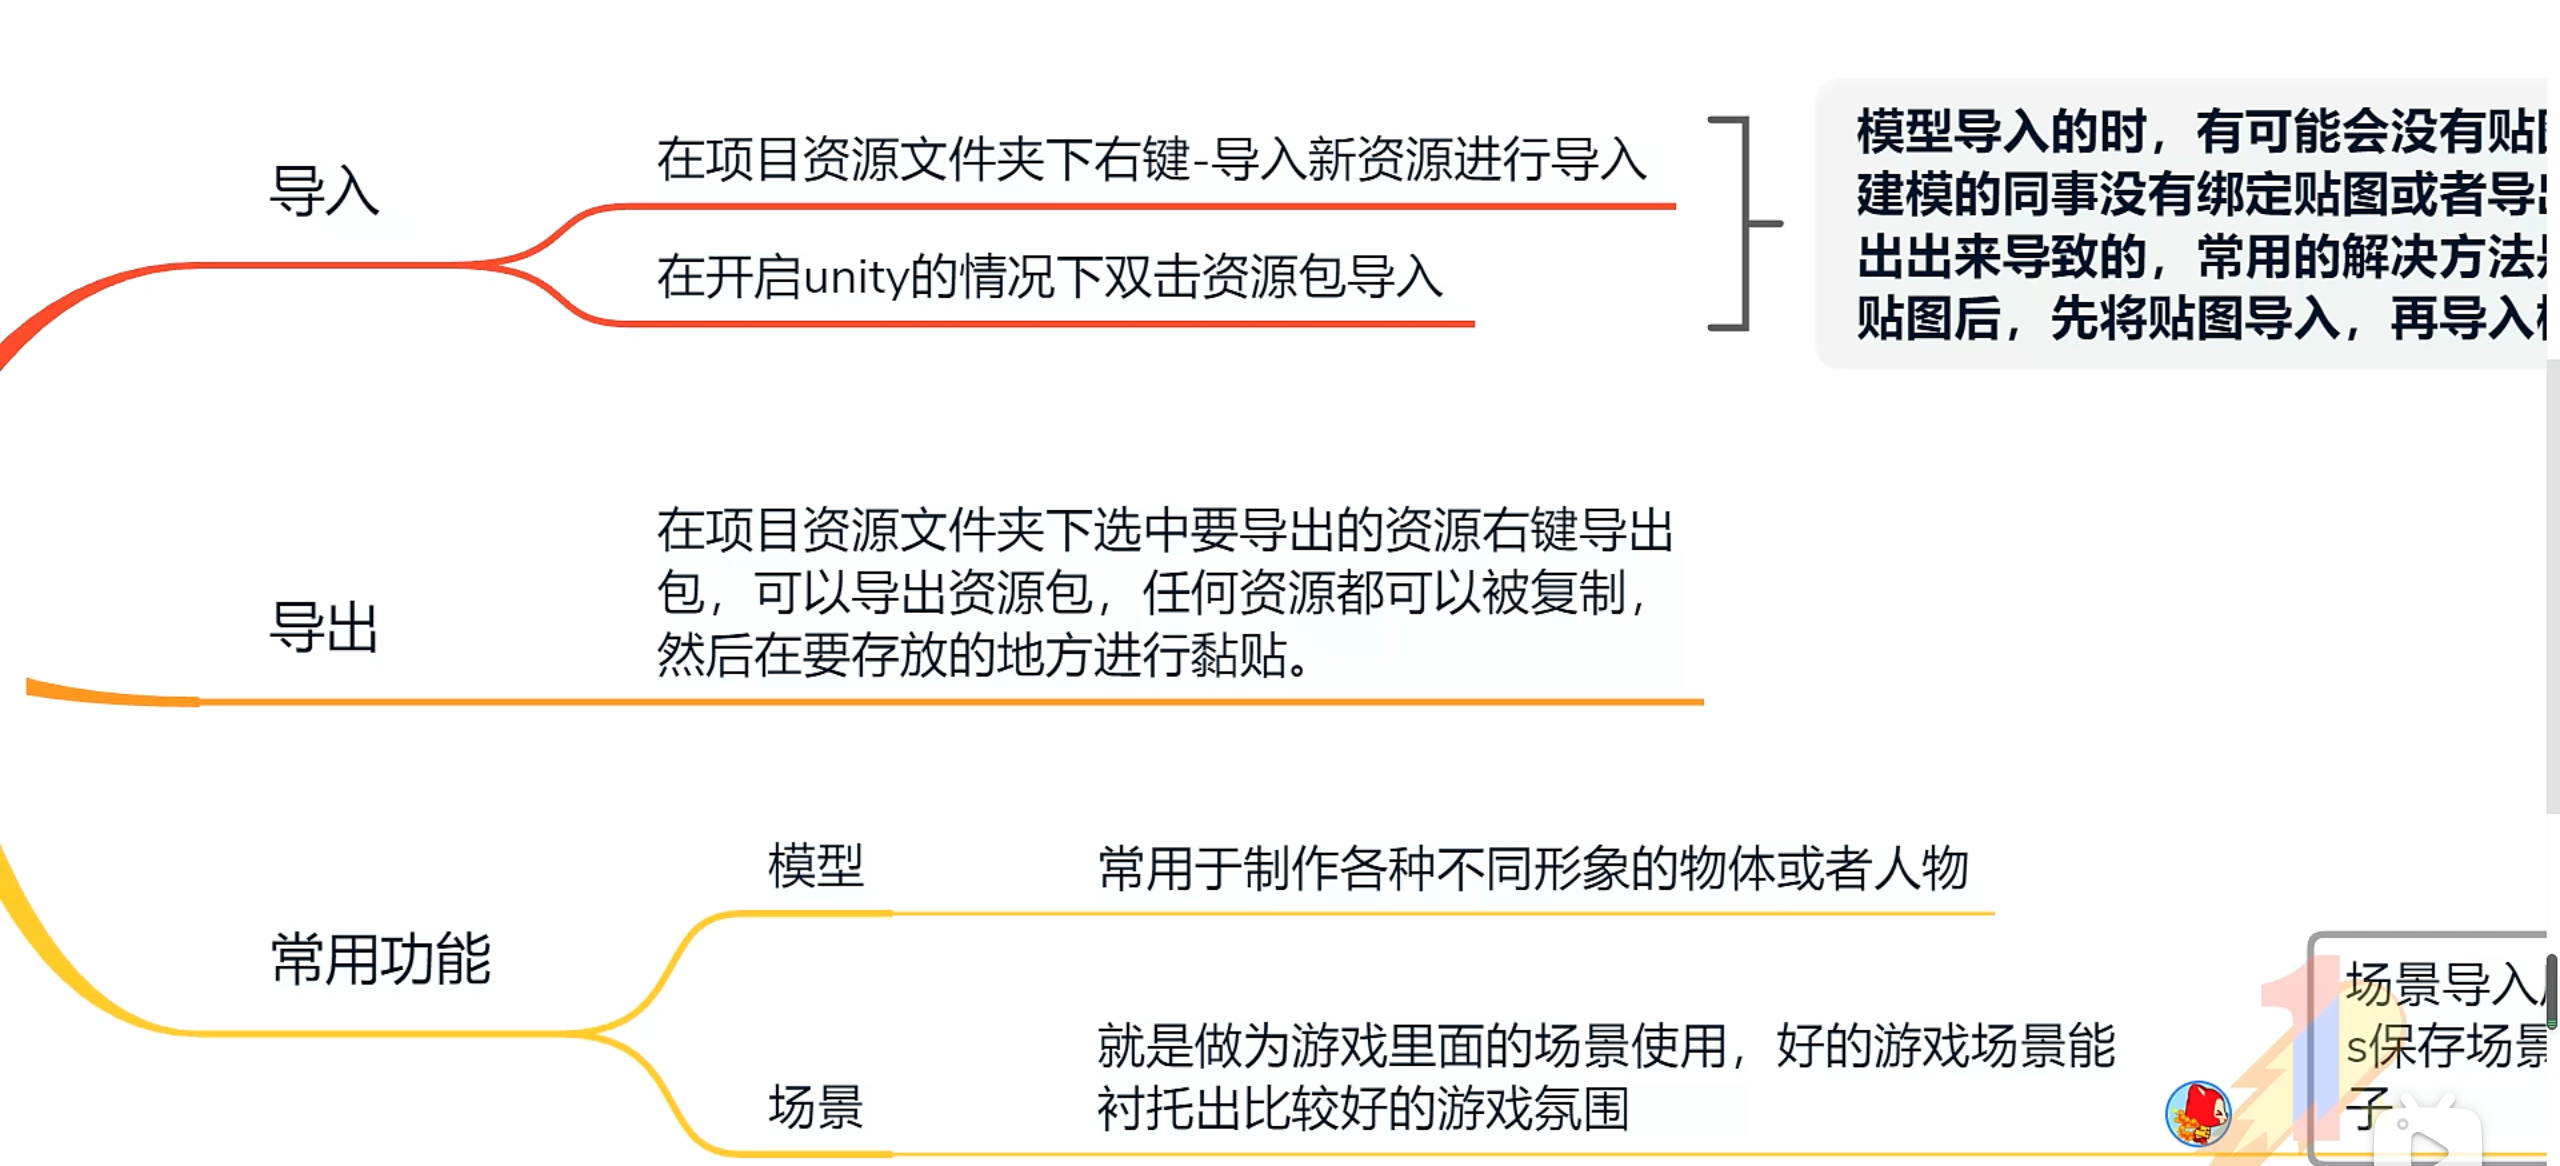 导入
在项目资源文件夹下右键-导入新资源进行导入
在开启unity的情况下双击资源包导入
模型导入的时，有可能会没有贴
建模的同事没有绑定贴图或者导
出出来导致的，常用的解决方法
贴图后，先将贴图导入，再导入
导出
在项目资源文件夹下选中要导出的资源右键导出
包，可以导出资源包，任何资源都可以被复制，
然后在要存放的地方进行黏贴。
常用功能
模型
常用于制作各种不同形象的物体或者人物
场景
就是做为游戏里面的场景使用，好的游戏场景能
衬托出比较好的游戏氛围
场景导入
s保存场景
子